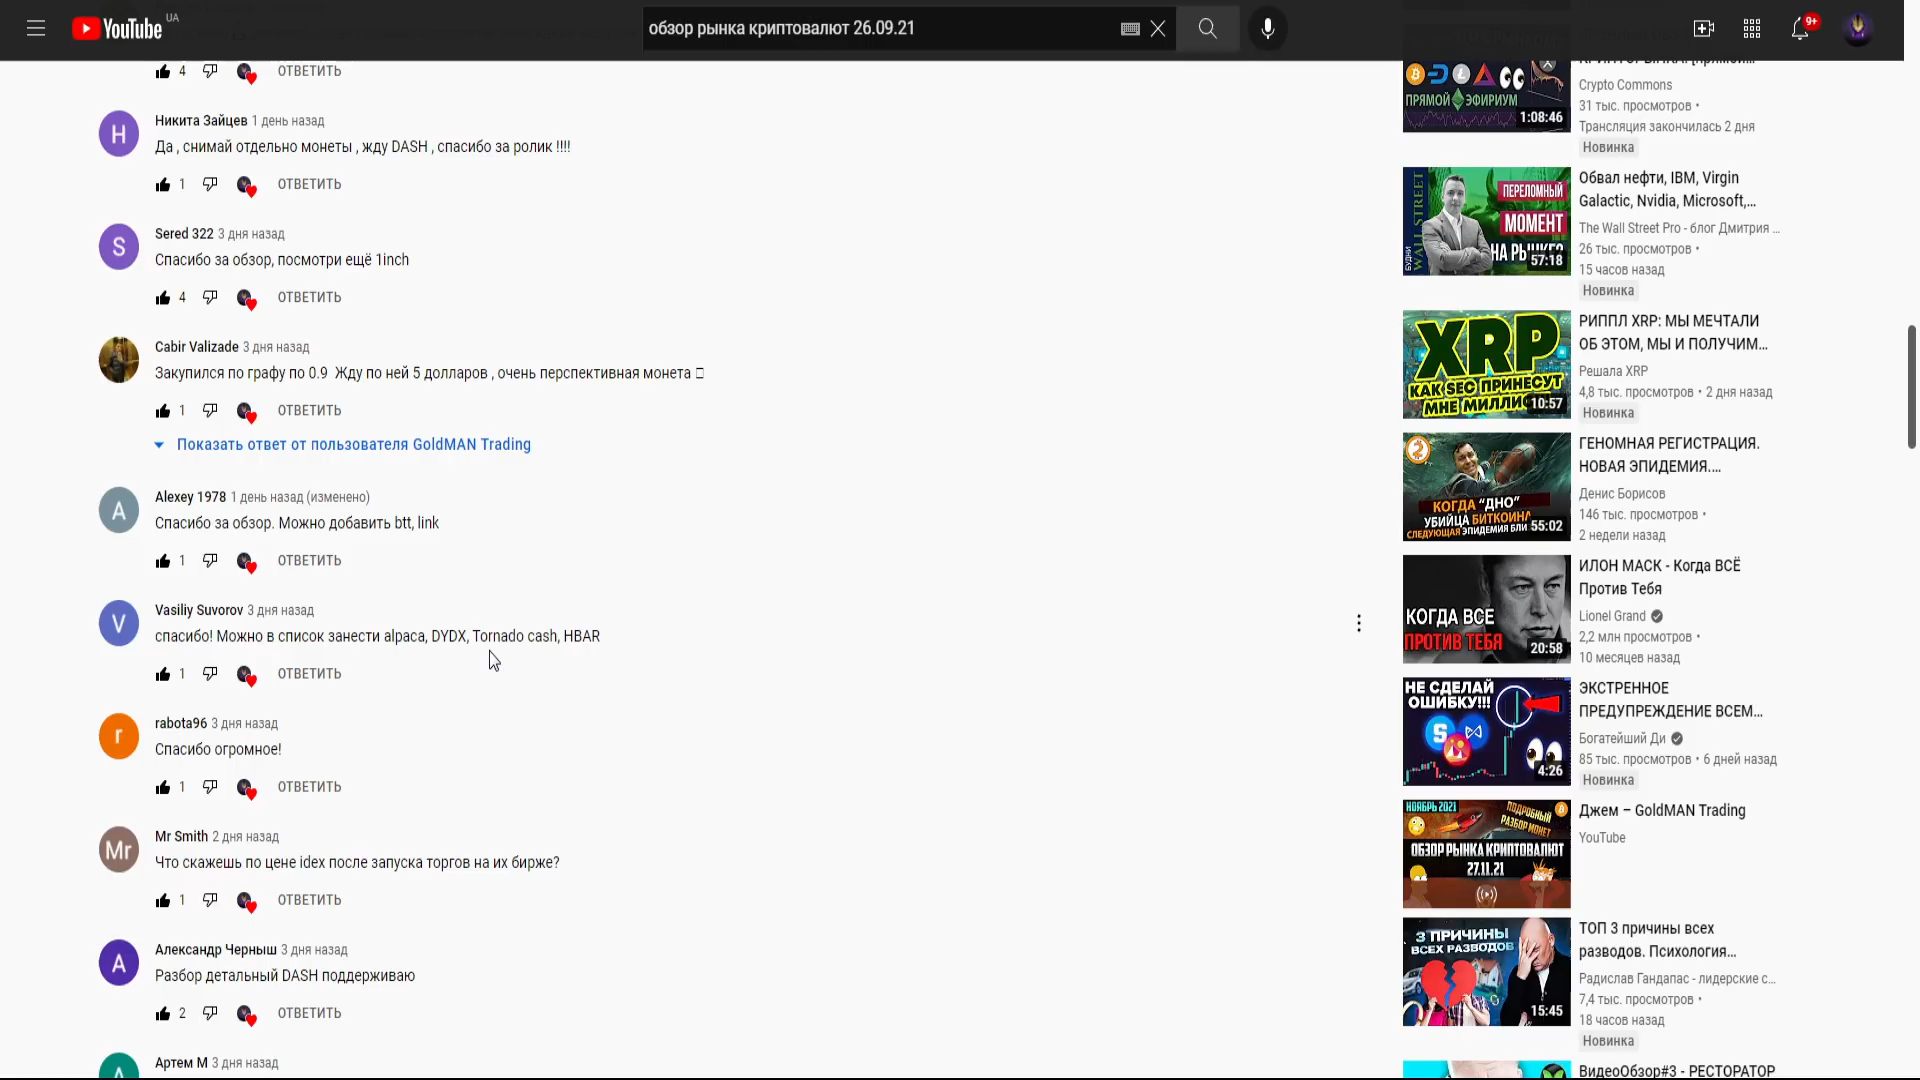 YouTube UA
обзор рынка криптовалют 26.09.21
9+
4 ОТВЕТИТЬ
Никита Зайцев 1 день назад
Да , снимай отдельно монеты , жду DASH , спасибо за ролик !!!!
1 ОТВЕТИТЬ
Sered 322 3 дня назад
Спасибо за обзор, посмотри ещё 1inch
4 ОТВЕТИТЬ
Cabir Valizade 3 дня назад
Закупился по графу по 0.9 Жду по ней 5 долларов , очень перспективная монета
1 ОТВЕТИТЬ
Показать ответ от пользователя GoldMAN Trading
Alexey 1978 1 день назад (изменено)
Спасибо за обзор. Можно добавить btt, link
1 ОТВЕТИТЬ
Vasiliy Suvorov 3 дня назад
спасибо! Можно в список занести alpaca, DYDX, Tornado cash, HBAR
1 ОТВЕТИТЬ
rabota96 3 дня назад
Спасибо огромное!
1 ОТВЕТИТЬ
Mr Smith 2 дня назад
Что скажешь по цене idex после запуска торгов на их бирже?
1 ОТВЕТИТЬ
Александр Черныш 3 дня назад
Разбор детальный DASH поддерживаю
2 ОТВЕТИТЬ
Артем М 3 дня назад
H
S
A
V
r
Mr
A
ПРЯМОЙ ЭФИРИУМ
1:08:46
Crypto Commons
31 тыс. просмотров •
Трансляция закончилась 2 дня
Новинка
БУДНИ WALL STREET
ПЕРЕЛОМНЫЙ
МОМЕНТ
НА РЫНКЕ
57:18
Обвал нефти, IBM, Virgin
Galactic, Nvidia, Microsoft,...
The Wall Street Pro - блог Дмитрия ...
26 тыс. просмотров •
15 часов назад
Новинка
XRP
КАК SEC ПРИНЕСУТ
МНЕ
10:57
РИППЛ XRP: МЫ МЕЧТАЛИ
ОБ ЭТОМ, МЫ И ПОЛУЧИМ...
Решала XRP
4,8 тыс. просмотров • 2 дня назад
Новинка
2
КОГДА "ДНО"
УБИЙЦА БИТКОИНА
СЛЕДУЮЩАЯ ЭПИДЕМИЯ
55:02
ГЕНОМНАЯ РЕГИСТРАЦИЯ.
НОВАЯ ЭПИДЕМИЯ....
Денис Борисов
146 тыс. просмотров •
2 недели назад
КОГДА ВСЕ
ПРОТИВ ТЕБЯ
20:58
ИЛОН МАСК - Когда ВСЁ
Против Тебя
Lionel Grand
2,2 млн просмотров •
10 месяцев назад
НЕ СДЕЛАЙ
ОШИБКУ!!!
4:26
ЭКСТРЕННОЕ
ПРЕДУПРЕЖДЕНИЕ ВСЕМ...
Богатейший Ди
85 тыс. просмотров • 6 дней назад
Новинка
НОЯБРЬ 2021
ПОДРОБНЫЙ
РАЗБОР МОНЕТ
ОБЗОР РЫНКА КРИПТОВАЛЮТ
27.11.21
Джем – GoldMAN Trading
YouTube
3 ПРИЧИНЫ
ВСЕХ РАЗВОДОВ
15:45
ТОП 3 причины всех
разводов. Психология...
Радислав Гандапас - лидерские с...
7,4 тыс. просмотров •
18 часов назад
Новинка
ВидеоОбзор#3 - РЕСТОРАТОР